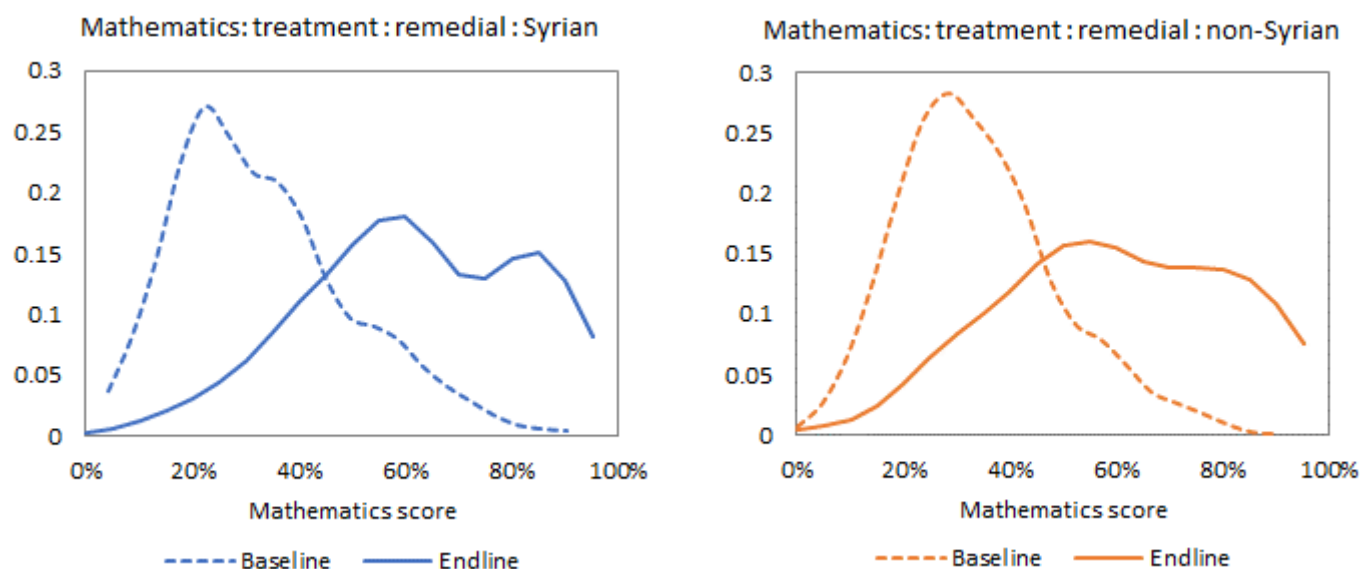 Mathematics: treatment : remedial : Syrian
0.3
0.25
0.2
0.15
0.1
0.05
0
0% 20% 40% 60% 80% 100%
Mathematics score
Baseline Endline
Mathematics: treatment : remedial : non-Syrian
0.3
0.25
0.2
0.15
0.1
0.05
0
0% 20% 40% 60% 80% 100%
Mathematics score
Baseline Endline